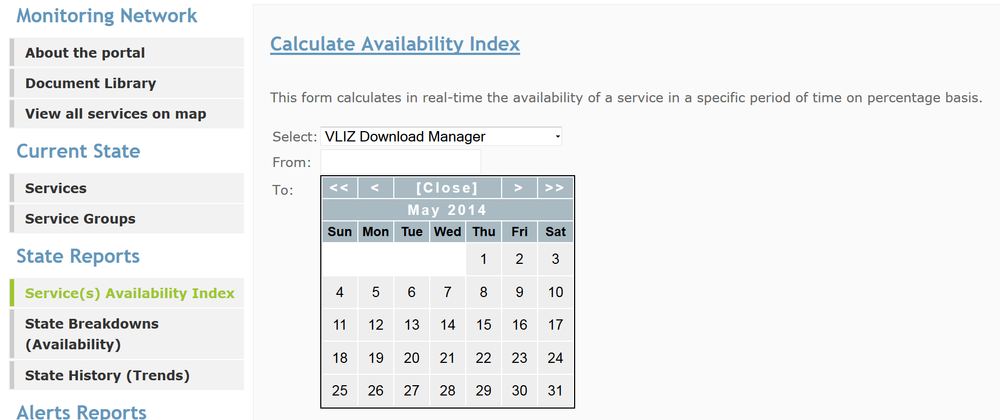 Monitoring Network
About the portal
Document Library
View all services on map
Current State
Services
Service Groups
State Reports
Service(s) Availability Index
State Breakdowns
(Availability)
State History (Trends)
Alerts Reports
Calculate Availability Index
This form calculates in real-time the availability of a service in a specific period of time on percentage basis.
Select: VLIZ Download Manager
From:
To:
<< < [Close] > >>
May 2014
Sun Mon Tue Wed Thu Fri Sat
1 2 3
4 5 6 7 8 9 10
11 12 13 14 15 16 17
18 19 20 21 22 23 24
25 26 27 28 29 30 31